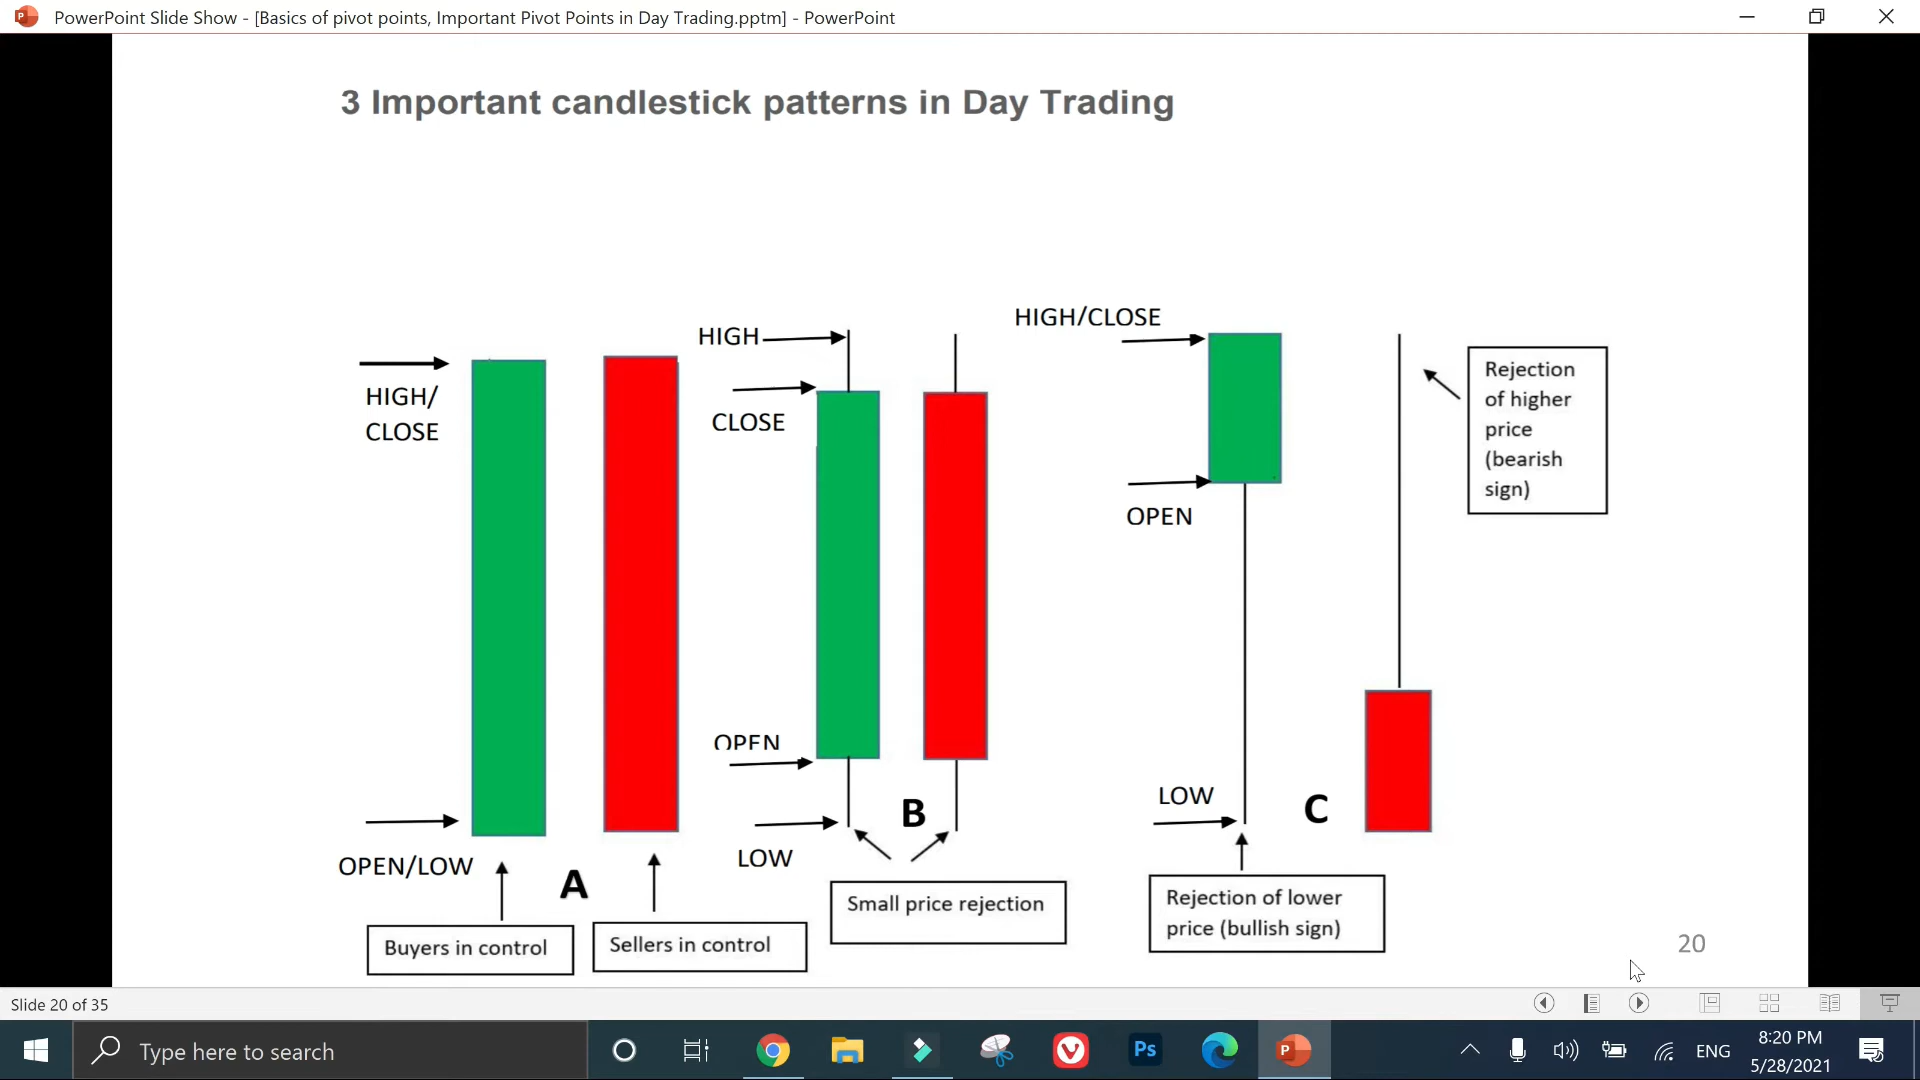 PowerPoint Slide Show - [Basics of pivot points, Important Pivot Points in Day Trading.pptm] - PowerPoint
3 Important candlestick patterns in Day Trading
HIGH/
CLOSE
OPEN/LOW
A
Buyers in control
Sellers in control
HIGH
CLOSE
OPEN
LOW
B
Small price rejection
HIGH/CLOSE
OPEN
LOW
C
Rejection of lower
price (bullish sign)
Rejection
of higher
price
(bearish
sign)
20
Slide 20 of 35
Type here to search
Ps
ENG
8:20 PM
5/28/2021